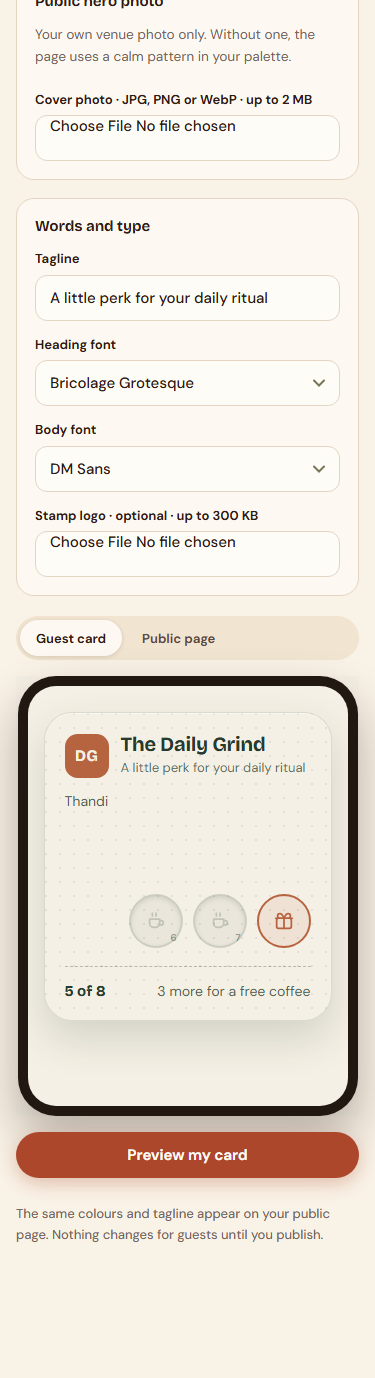 Public hero photo
Your own venue photo only. Without one, the
page uses a calm pattern in your palette.
Cover photo · JPG, PNG or WebP · up to 2 MB
Choose File No file chosen
Words and type
Tagline
A little perk for your daily ritual
Heading font
Bricolage Grotesque
Body font
DM Sans
Stamp logo · optional · up to 300 KB
Choose File No file chosen
Guest card Public page
DG
The Daily Grind
A little perk for your daily ritual
Thandi
6 7
5 of 8 3 more for a free coffee
Preview my card
The same colours and tagline appear on your public
page. Nothing changes for guests until you publish.